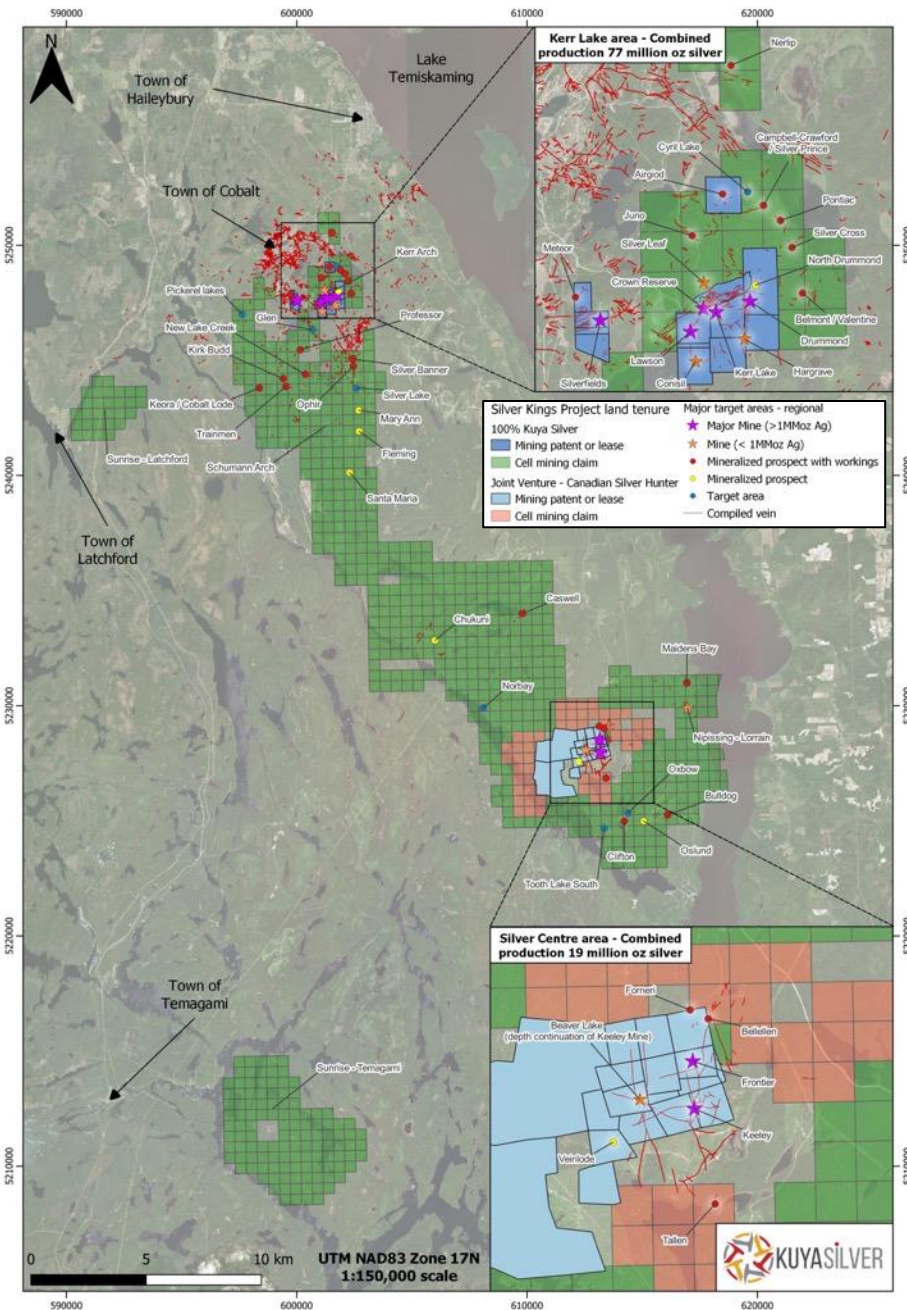 590000
600000
610000
620000
N
Lake
Temiskaming
Town of
Haileybury
Town of Cobalt
5250000
Kerr Arch
Pickerel lakes
Glen
Professor
New Lake Creek
Kirk-Budd
Silver Banner
Keora / Cobalt Lode
Ophir
Silver Lake
Trainmen
Mary Ann
Sunrise - Latchford
Schumann Arch
Fleming
5240000
Santa Maria
Town of
Latchford
Caswell
Chukuni
Maidens Bay
5230000
Norbay
Nipissing - Lorrain
Oxbow
Bulldog
Clifton
Oslund
Tooth Lake South
5220000
Town of
Temagami
Sunrise - Temagami
5210000
0
5
10 km
UTM NAD83 Zone 17N
1:150,000 scale
590000
600000
610000
620000
Kerr Lake area - Combined
production 77 million oz silver
Nerlip
Campbell-Crawford
/ Silver Prince
Cyril Lake
Airgiod
Juno
Pontiac
Silver Leaf
Silver Cross
Meteor
North Drummond
Crown Reserve
Belmont / Valentine
Drummond
Lawson
Kerr Lake
Hargrave
Silverfields
Conisil
5250000
Silver Kings Project land tenure
100% Kuya Silver
Mining patent or lease
Cell mining claim
Joint Venture - Canadian Silver Hunter
Mining patent or lease
Cell mining claim
Major target areas - regional
Major Mine (>1MMoz Ag)
Mine (< 1MMoz Ag)
Mineralized prospect with workings
Mineralized prospect
Target area
Compiled vein
5240000
5230000
5220000
Silver Centre area - Combined
production 19 million oz silver
Forneri
Beaver Lake
(depth continuation of Keeley Mine)
Bellellen
Frontier
Keeley
Veinlode
Tallen
5210000
KUYASILVER